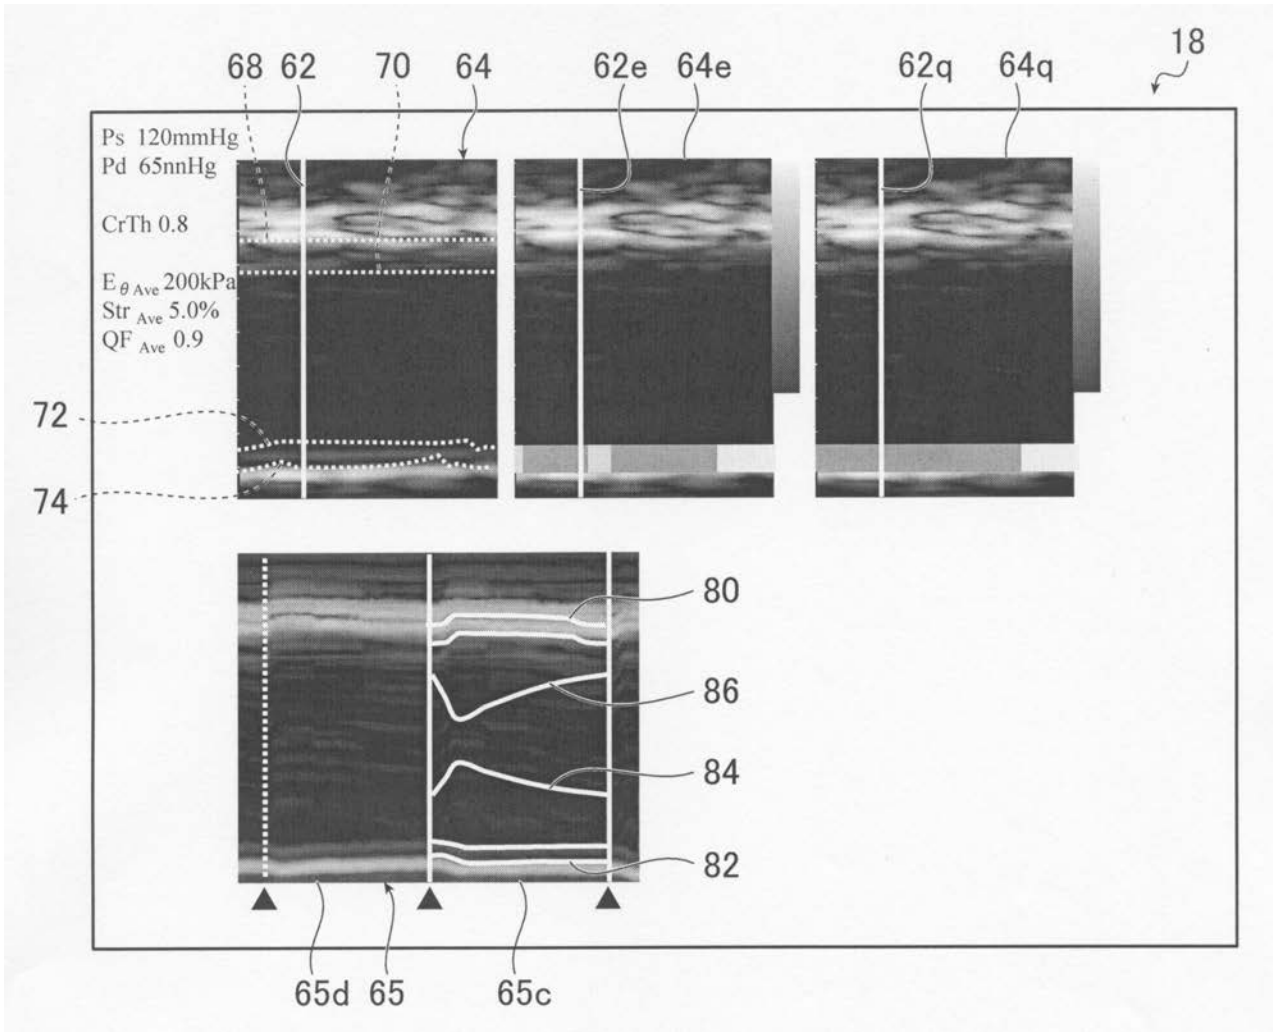 18
68 62 70 64 62e 64e 62q 64q
Ps 120mmHg
Pd 65nnHg
CrTh 0.8
E θ Ave 200kPa
Str Ave 5.0%
QF Ave 0.9
72
74
80
86
84
82
65d 65 65c